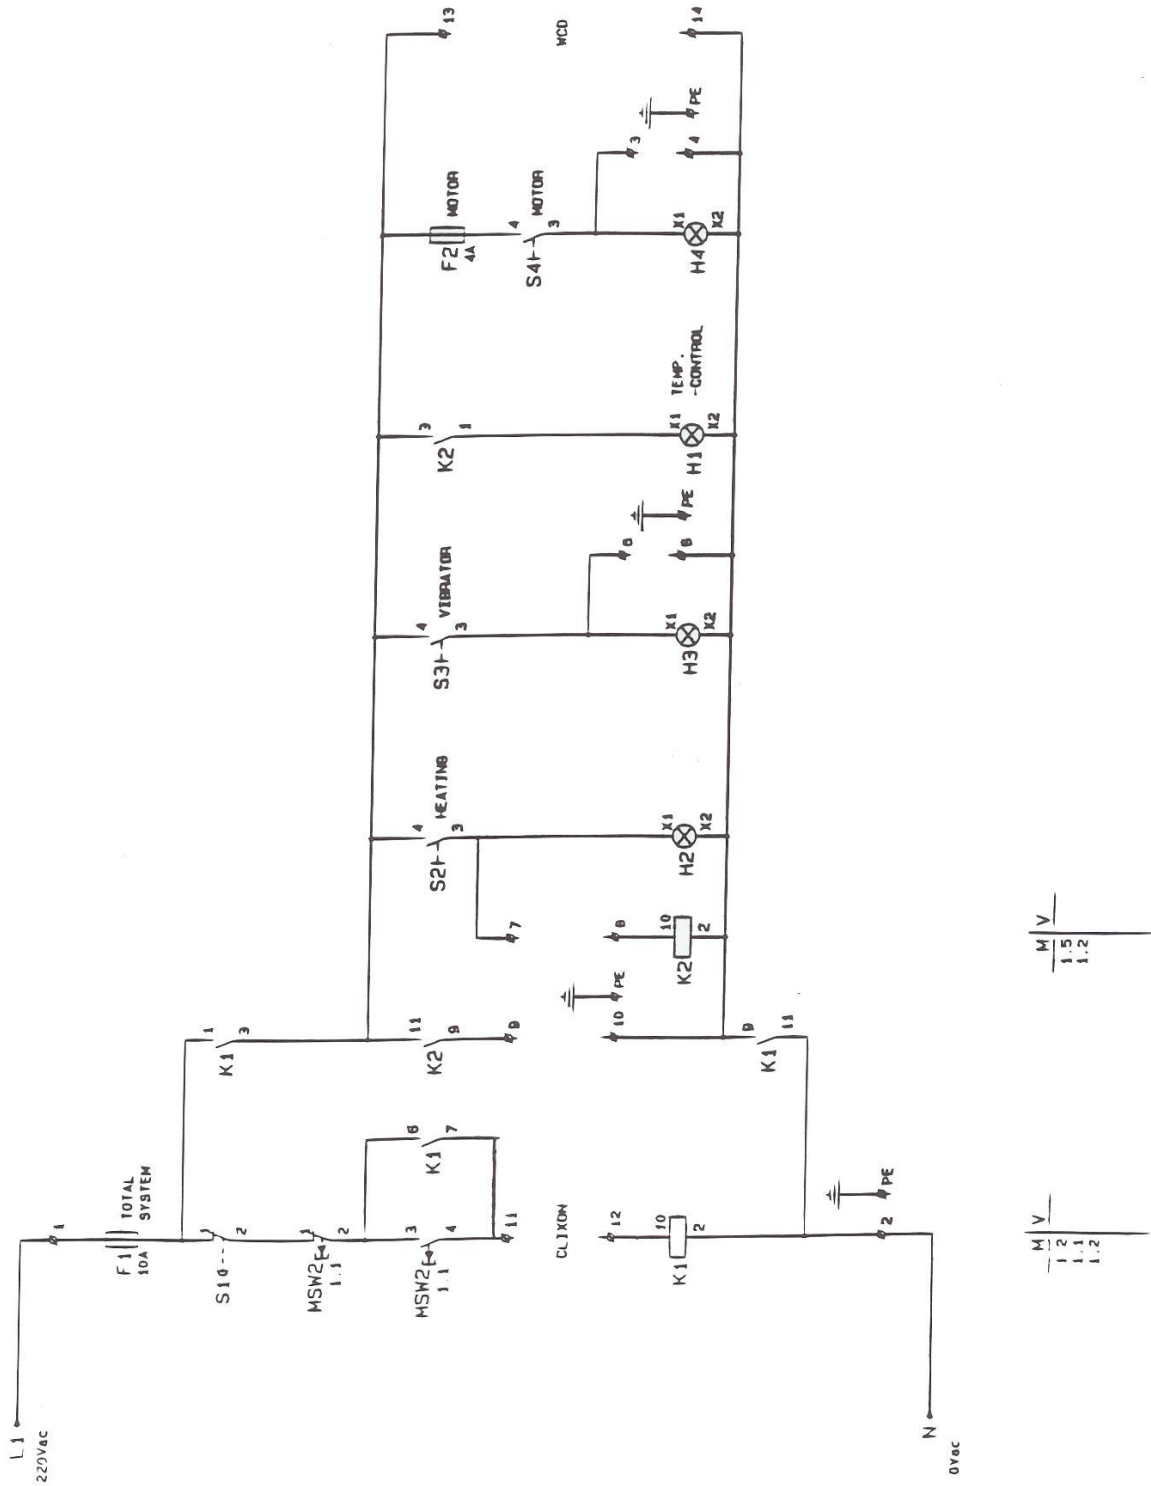 L1
220Vac
1
F1
10A
TOTAL
SYSTEM
S1
1
2
MSW2
1.1
1
2
MSW2
1.1
3
4
K1
6
7
11
CLIXON
12
K1
10
2
2
PE
N
0Vac
K1
1
3
K2
11
9
9
10
PE
K1
9
11
7
8
K2
10
2
S2
4
3
HEATING
H2
X1
X2
S3
4
3
VIBRATOR
H3
X1
X2
6
PE
K2
3
1
H1
X1
X2
TEMP.
-CONTROL
F2
4A
MOTOR
S4
4
3
MOTOR
H4
X1
X2
3
4
PE
13
WCD
14
M V
1.2
1.1
1.2
M V
1.5
1.2